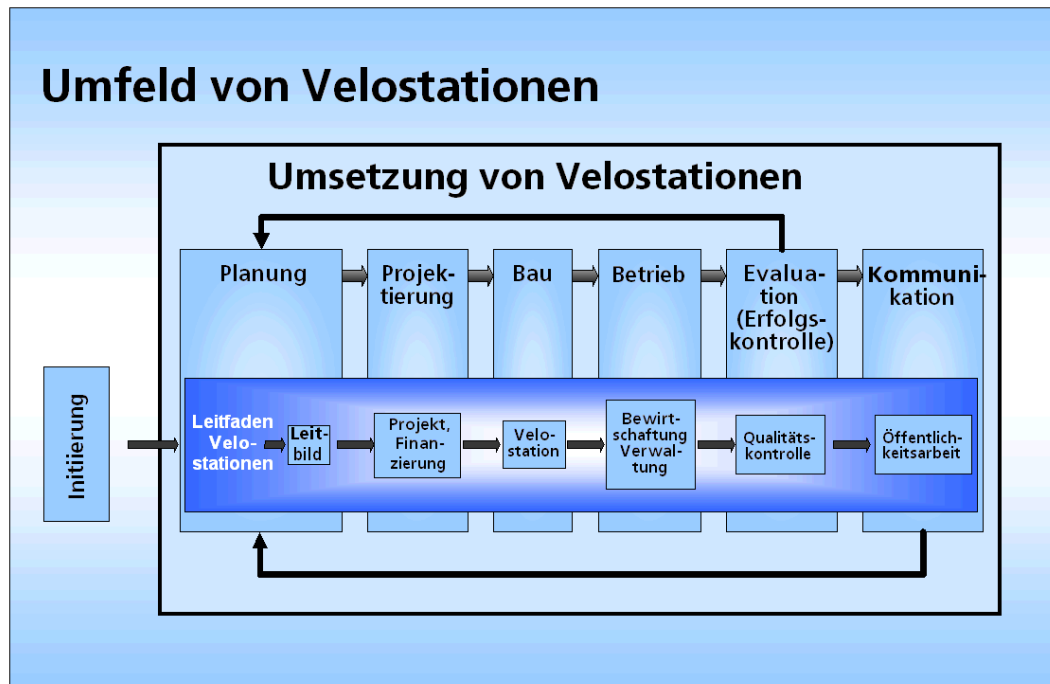 Umfeld von Velostationen
Umsetzung von Velostationen
Planung
Projek-
tierung
Bau
Betrieb
Evalua-
tion
(Erfolgs-
kontrolle)
Kommuni-
kation
Initiierung
Leitfaden
Velo-
stationen
Leit-
bild
Projekt,
Finan-
zierung
Velo-
station
Bewirt-
schaftung
Verwal-
tung
Qualitäts-
kontrolle
Öffentlich-
keitsarbeit